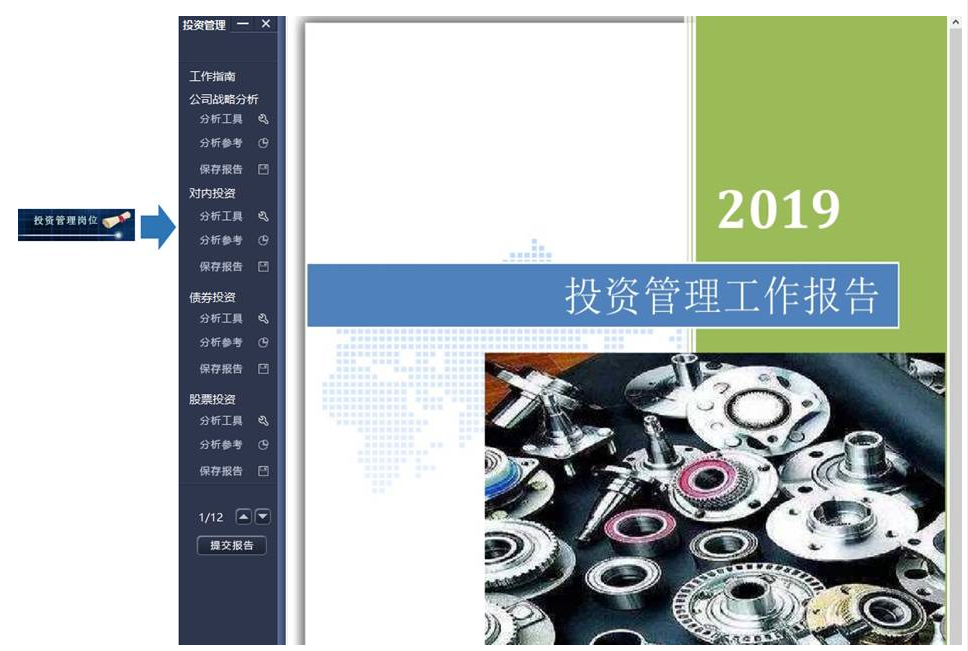 投资管理
工作指南
公司战略分析
分析工具
分析参考
保存报告
对内投资
分析工具
分析参考
保存报告
债券投资
分析工具
分析参考
保存报告
股票投资
分析工具
分析参考
保存报告
1/12
提交报告
投资管理岗位
2019
投资管理工作报告